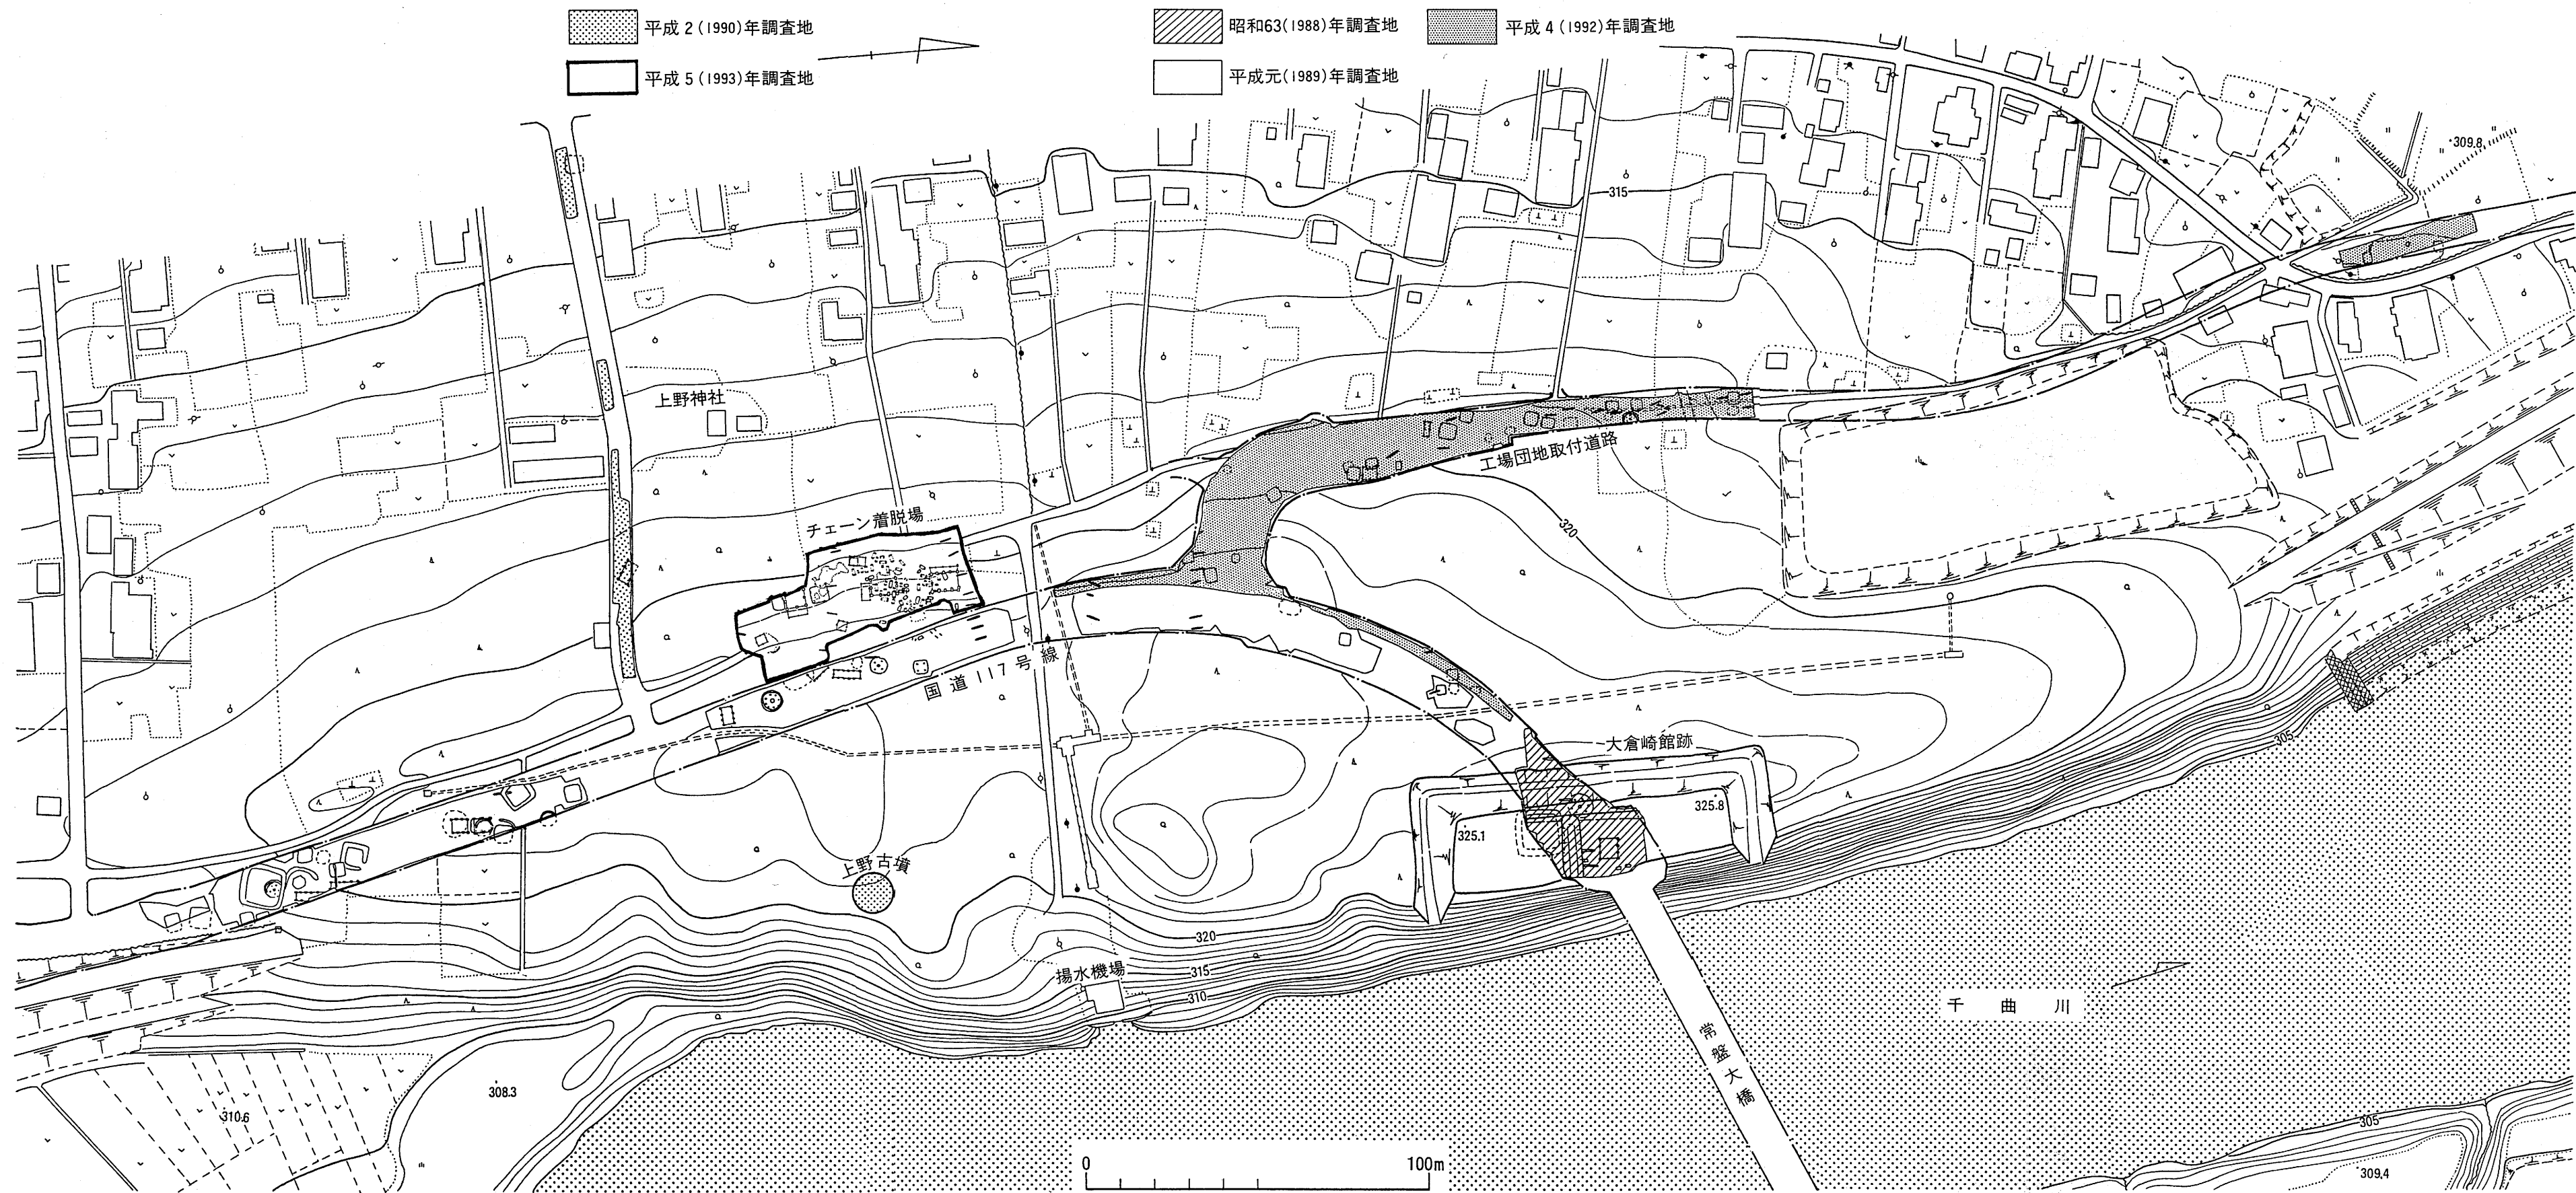 平成2(1990)年調査地
昭和63(1988)年調査地
平成4(1992)年調査地
平成5(1993)年調査地
平成元(1989)年調査地
309.8
315
上野神社
工場団地取付道路
チェーン着脱場
320
国道117号線
大倉崎館跡
305
325.8
325.1
上野古墳
320
揚水機場
315
310
千曲川
常盤大橋
308.3
310.6
305
0 100m
309.4